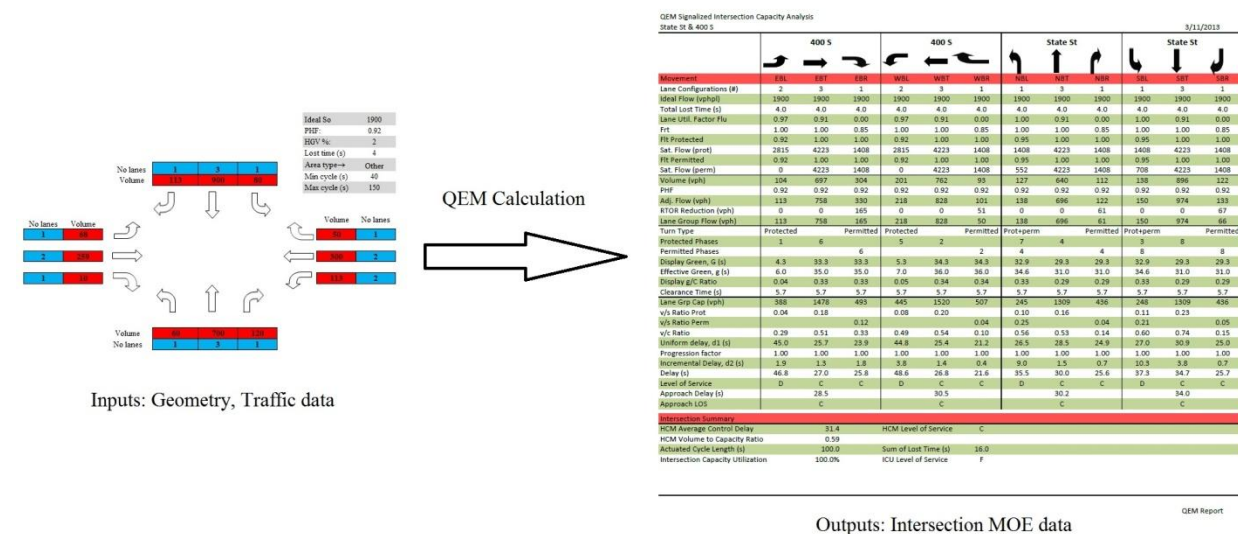 Ideal So 1900
PHF: 0.92
HGV %: 2
Lost time (s) 4
Area type→ Other
Min cycle (s) 40
Max cycle (s) 150
No lanes 1 3 1
Volume 113 900 80
No lanes Volume
1 60
2 250
1 10
Volume No lanes
50 1
300 2
113 2
Volume 60 700 120
No lanes 1 3 1
Inputs: Geometry, Traffic data
QEM Calculation
QEM Signalized Intersection Capacity Analysis
State St & 400 S 3/11/2013
400 S 400 S State St State St
Movement EBL EBT EBR WBL WBT WBR NBL NBT NBR SBL SBT SBR
Lane Configurations (#) 2 3 1 2 3 1 1 3 1 1 3 1
Ideal Flow (vphpl) 1900 1900 1900 1900 1900 1900 1900 1900 1900 1900 1900 1900
Total Lost Time (s) 4.0 4.0 4.0 4.0 4.0 4.0 4.0 4.0 4.0 4.0 4.0 4.0
Lane Util. Factor Flu 0.97 0.91 0.00 0.97 0.91 0.00 1.00 0.91 0.00 1.00 0.91 0.00
Frt 1.00 1.00 0.85 1.00 1.00 0.85 1.00 1.00 0.85 1.00 1.00 0.85
Flt Protected 0.92 1.00 1.00 0.92 1.00 1.00 0.95 1.00 1.00 0.95 1.00 1.00
Sat. Flow (prot) 2815 4223 1408 2815 4223 1408 1408 4223 1408 1408 4223 1408
Flt Permitted 0.92 1.00 1.00 0.92 1.00 1.00 0.95 1.00 1.00 0.95 1.00 1.00
Sat. Flow (perm) 0 4223 1408 0 4223 1408 552 4223 1408 708 4223 1408
Volume (vph) 104 697 304 201 762 93 127 640 112 138 896 122
PHF 0.92 0.92 0.92 0.92 0.92 0.92 0.92 0.92 0.92 0.92 0.92 0.92
Adj. Flow (vph) 113 758 330 218 828 101 138 696 122 150 974 133
RTOR Reduction (vph) 0 0 165 0 0 51 0 0 61 0 0 67
Lane Group Flow (vph) 113 758 165 218 828 50 138 696 61 150 974 66
Turn Type Protected Permitted Protected Permitted Prot+perm Permitted Prot+perm Permitted
Protected Phases 1 6 5 2 7 4 3 8
Permitted Phases 6 2 4 4 8 8
Display Green, G (s) 4.3 33.3 33.3 5.3 34.3 34.3 32.9 29.3 29.3 32.9 29.3 29.3
Effective Green, g (s) 6.0 35.0 35.0 7.0 36.0 36.0 34.6 31.0 31.0 34.6 31.0 31.0
Display g/C Ratio 0.04 0.33 0.33 0.05 0.34 0.34 0.33 0.29 0.29 0.33 0.29 0.29
Clearance Time (s) 5.7 5.7 5.7 5.7 5.7 5.7 5.7 5.7 5.7 5.7 5.7 5.7
Lane Grp Cap (vph) 388 1478 493 445 1520 507 245 1309 436 248 1309 436
v/s Ratio Prot 0.04 0.18 0.08 0.20 0.10 0.16 0.11 0.23
v/s Ratio Perm 0.12 0.04 0.25 0.04 0.21 0.05
v/c Ratio 0.29 0.51 0.33 0.49 0.54 0.10 0.56 0.53 0.14 0.60 0.74 0.15
Uniform delay, d1 (s) 45.0 25.7 23.9 44.8 25.4 21.2 26.5 28.5 24.9 27.0 30.9 25.0
Progression factor 1.00 1.00 1.00 1.00 1.00 1.00 1.00 1.00 1.00 1.00 1.00 1.00
Incremental Delay, d2 (s) 1.9 1.3 1.8 3.8 1.4 0.4 9.0 1.5 0.7 10.3 3.8 0.7
Delay (s) 46.8 27.0 25.8 48.6 26.8 21.6 35.5 30.0 25.6 37.3 34.7 25.7
Level of Service D C C D C C D C C D C C
Approach Delay (s) 28.5 30.5 30.2 34.0
Approach LOS C C C C
Intersection Summary
HCM Average Control Delay 31.4 HCM Level of Service C
HCM Volume to Capacity Ratio 0.59
Actuated Cycle Length (s) 100.0 Sum of Lost Time (s) 16.0
Intersection Capacity Utilization 100.0% ICU Level of Service F
QEM Report
Outputs: Intersection MOE data